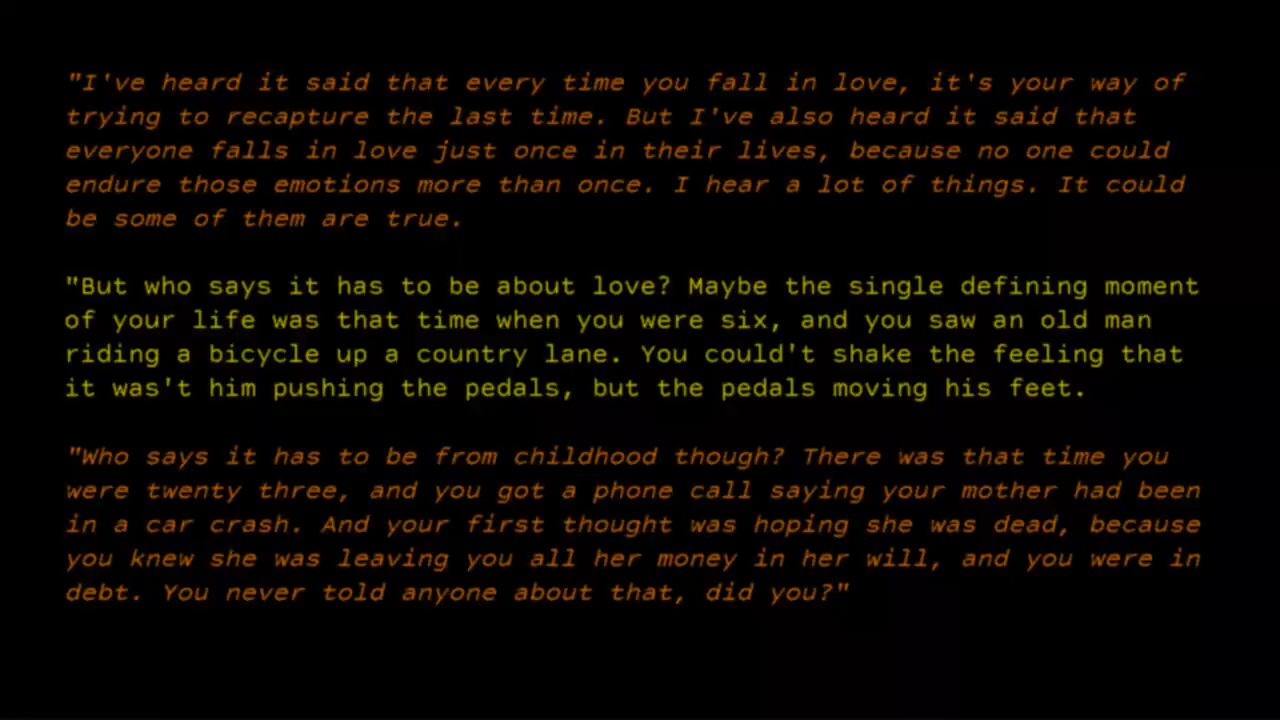 "I've heard it said that every time you fall in love, it's your way of
trying to recapture the last time. But I've also heard it said that
everyone falls in love just once in their lives, because no one could
endure those emotions more than once. I hear a lot of things. It could
be some of them are true.
"But who says it has to be about love? Maybe the single defining moment
of your life was that time when you were six, and you saw an old man
riding a bicycle up a country lane. You could't shake the feeling that
it was't him pushing the pedals, but the pedals moving his feet.
"Who says it has to be from childhood though? There was that time you
were twenty three, and you got a phone call saying your mother had been
in a car crash. And your first thought was hoping she was dead, because
you knew she was leaving you all her money in her will, and you were in
debt. You never told anyone about that, did you?"